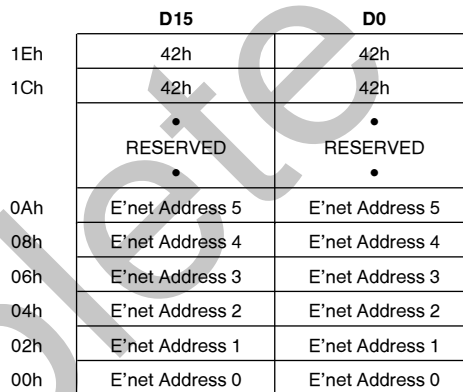 D15 D0
1Eh 42h 42h
1Ch 42h 42h
• •
RESERVED RESERVED
• •
0Ah E'net Address 5 E'net Address 5
08h E'net Address 4 E'net Address 4
06h E'net Address 3 E'net Address 3
04h E'net Address 2 E'net Address 2
02h E'net Address 1 E'net Address 1
00h E'net Address 0 E'net Address 0
plete